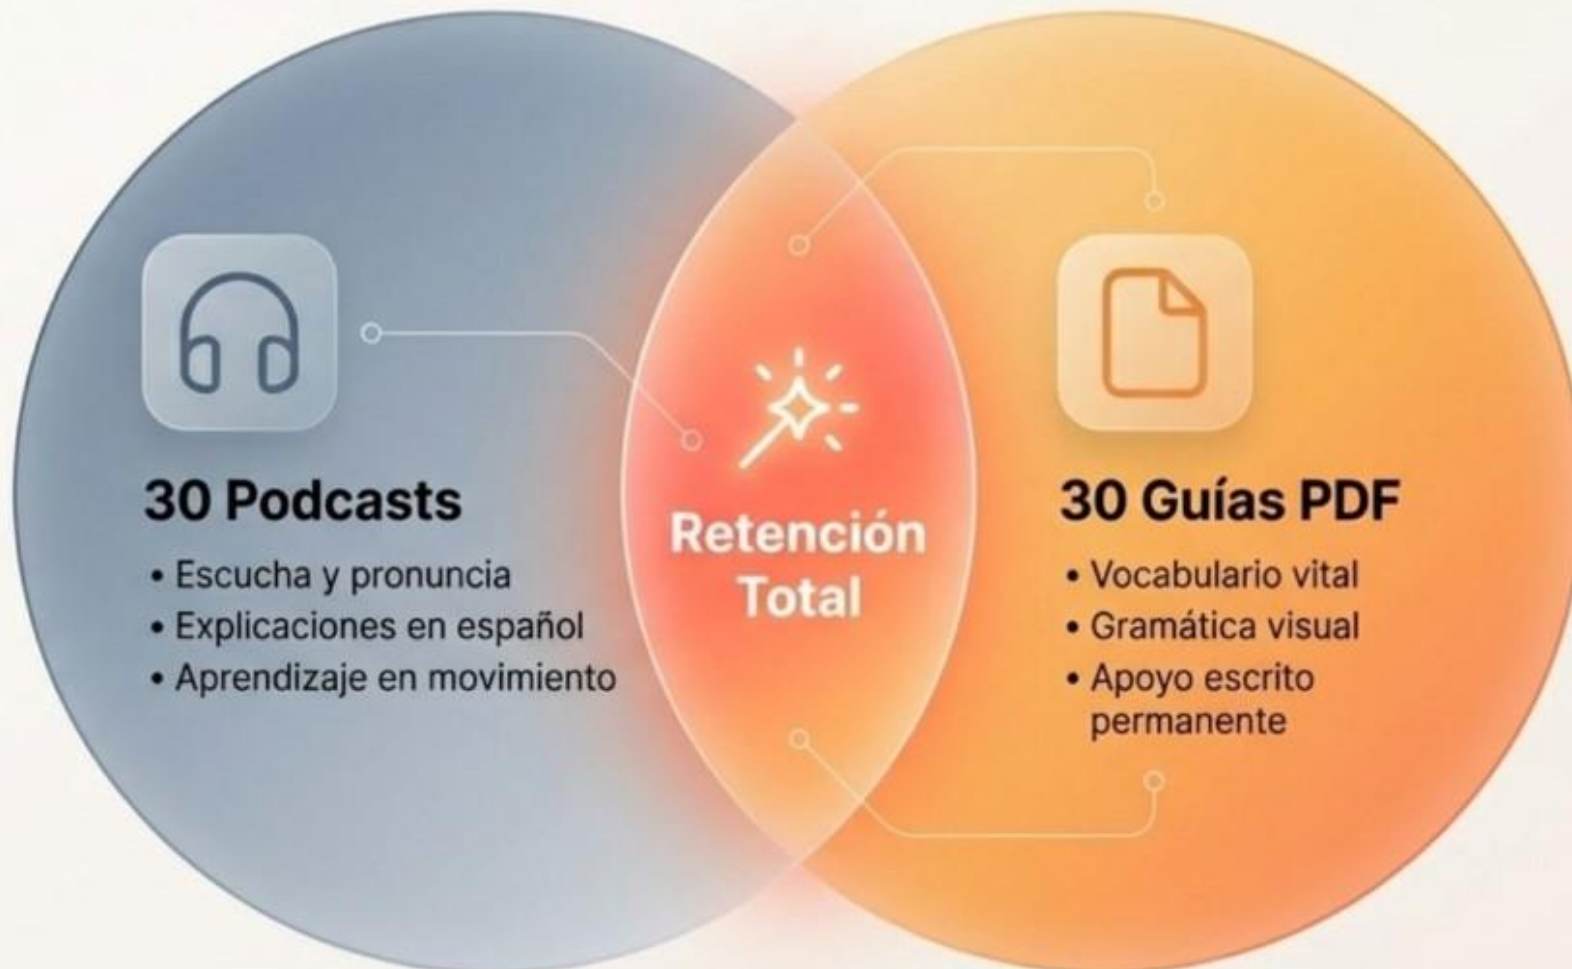 30 Podcasts
• Escucha y pronuncia
• Explicaciones en español
• Aprendizaje en movimiento
Retención
Total
30 Guías PDF
• Vocabulario vital
• Gramática visual
• Apoyo escrito
permanente